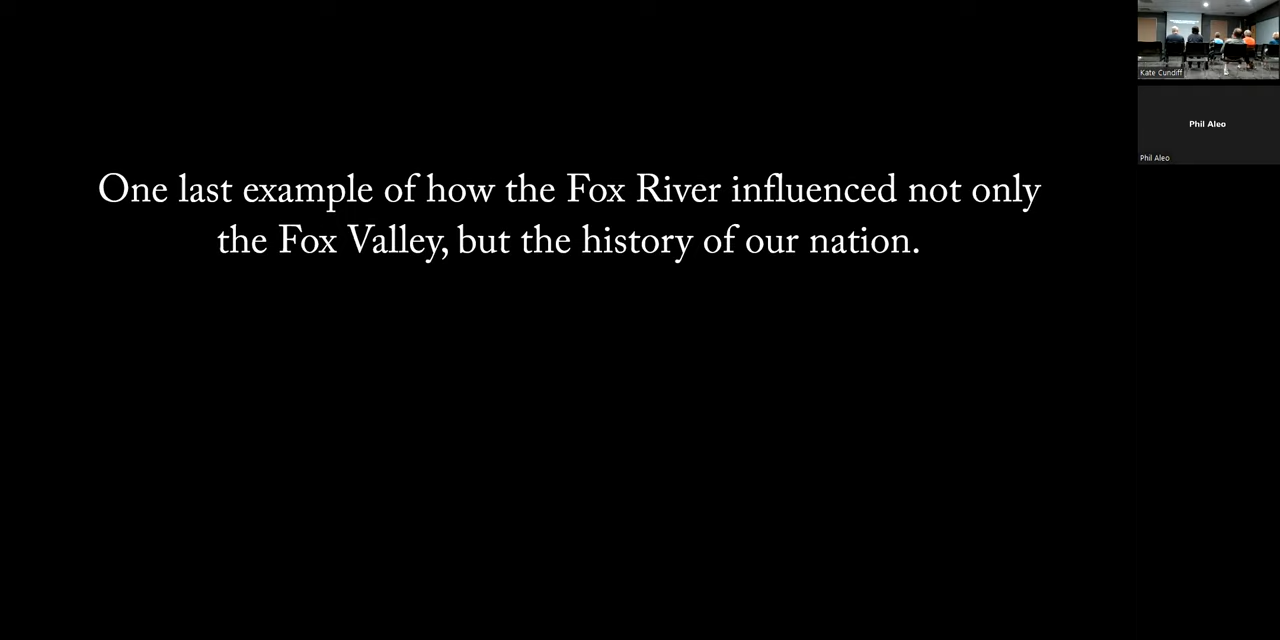 One last example of how the Fox River influenced not only
the Fox Valley, but the history of our nation.
Kate Cundiff
Phil Aleo
Phil Aleo